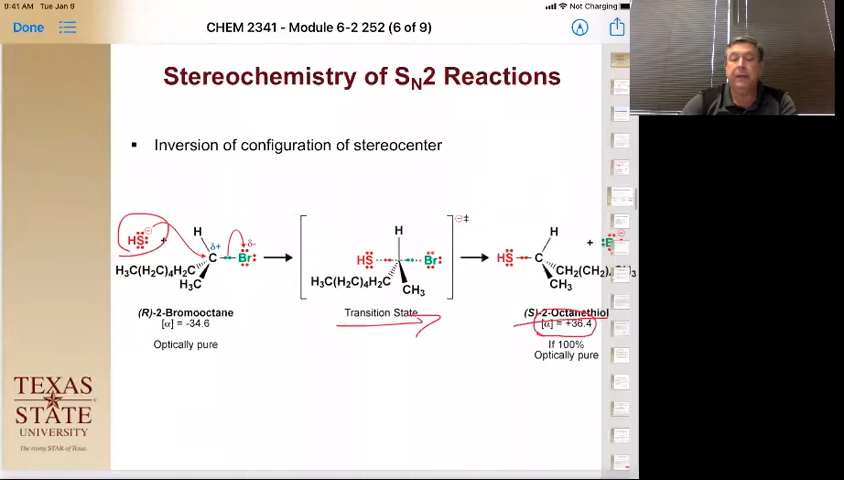 9:41 AM Tue Jan 9
Not Charging
Done
CHEM 2341 - Module 6-2 252 (6 of 9)
Stereochemistry of SN2 Reactions
▪ Inversion of configuration of stereocenter
H
H
⊖‡
H
HS:⊖ +
δ+
δ-
C
Br:
HS
Br:
HS
C
+ :B
H3C(H2C)4H2C
H3C
H3C(H2C)4H2C
CH3
CH2(CH2)
CH3
(R)-2-Bromooctane
[α] = -34.6
Transition State
(S)-2-Octanethiol
[α] = +36.4
Optically pure
If 100%
Optically pure
TEXAS
STATE
UNIVERSITY
The rising STAR of Texas.